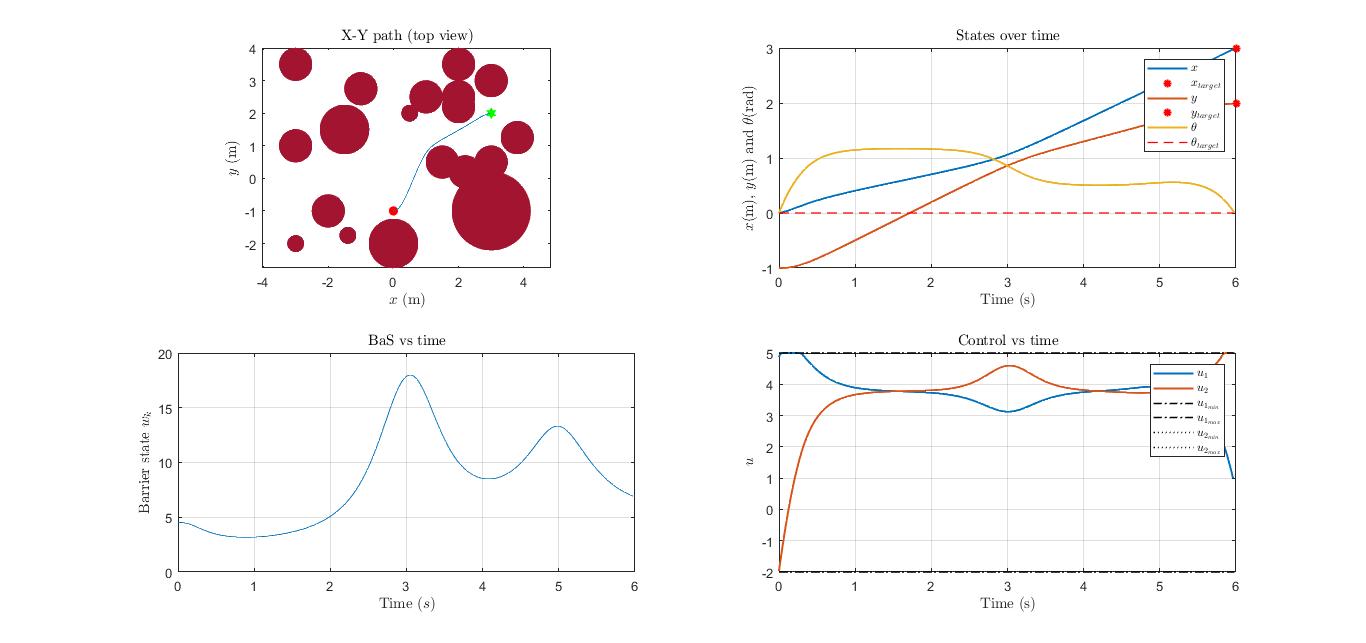 X-Y path (top view)
4
3
2
1
0
-1
-2
y (m)
-4
-2
0
2
4
x (m)
States over time
3
2
1
0
-1
x(m), y(m) and θ(rad)
0
1
2
3
4
5
6
Time (s)
x
x_target
y
y_target
θ
θ_target
BaS vs time
20
15
10
5
0
Barrier state w_k
0
1
2
3
4
5
6
Time (s)
Control vs time
5
4
3
2
1
0
-1
-2
u
0
1
2
3
4
5
6
Time (s)
u_1
u_2
u_1_min
u_1_max
u_2_min
u_2_max